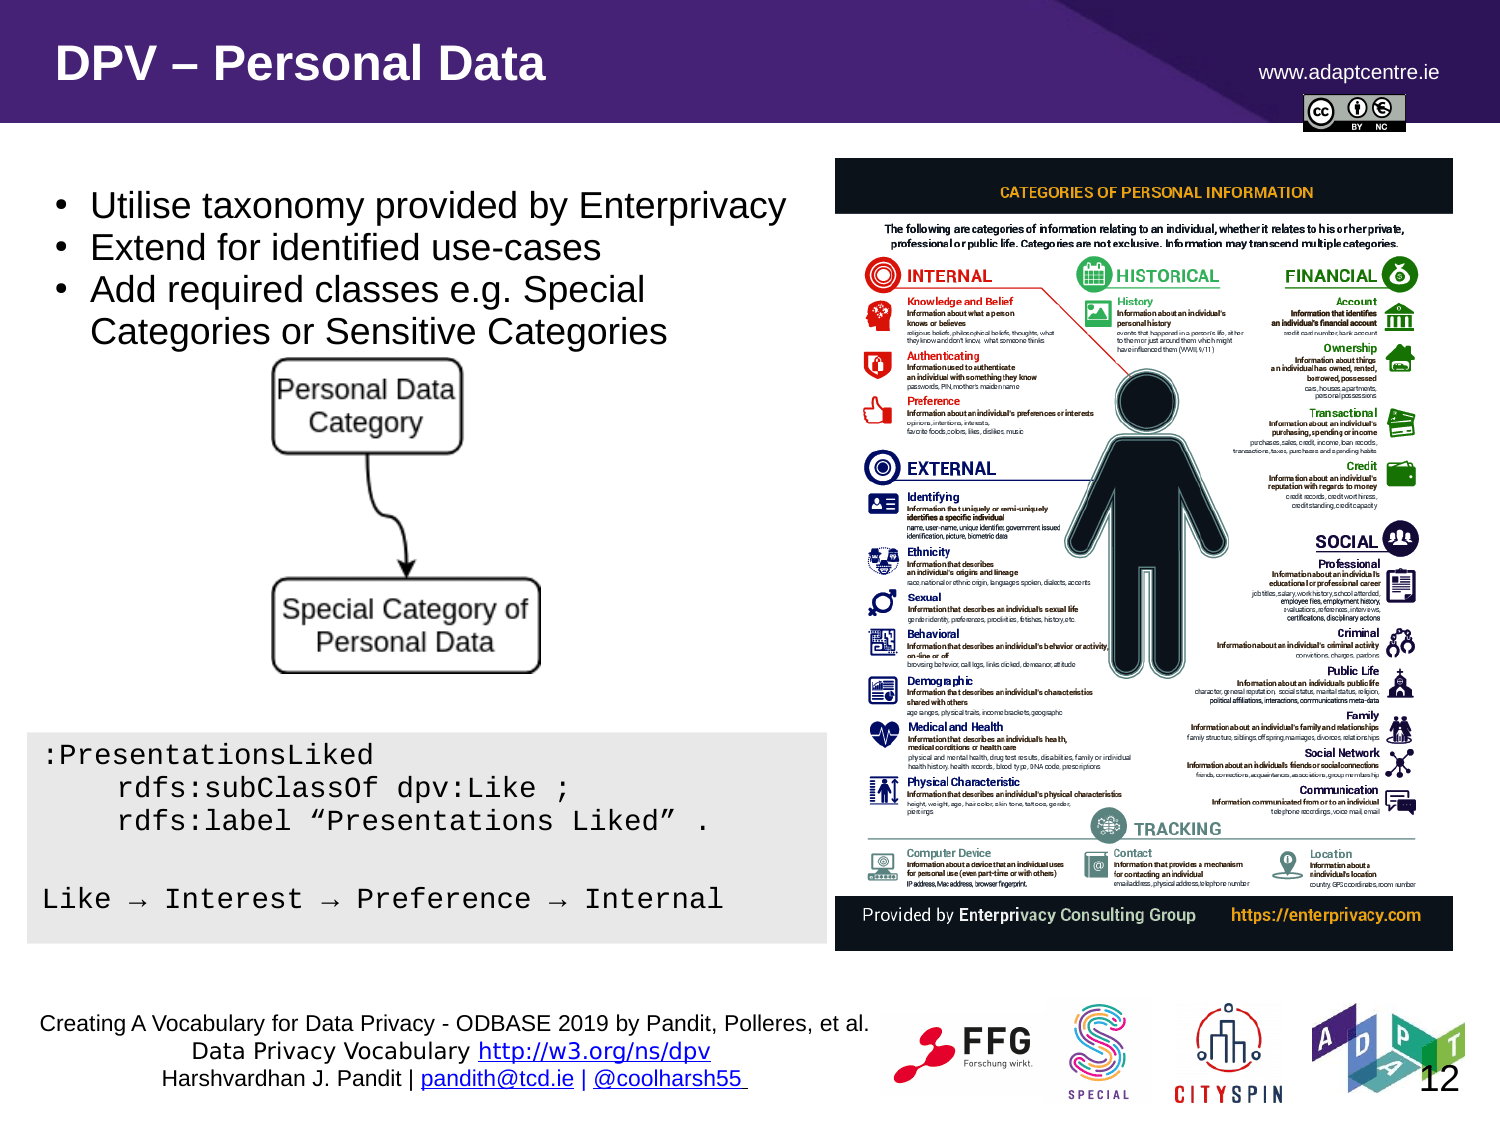 DPV – Personal Data
www.adaptcentre.ie
cc
BY NC
• Utilise taxonomy provided by Enterprivacy
• Extend for identified use-cases
• Add required classes e.g. Special
Categories or Sensitive Categories
Personal Data
Category
Special Category of
Personal Data
:PresentationsLiked
rdfs:subClassOf dpv:Like ;
rdfs:label “Presentations Liked” .
Like → Interest → Preference → Internal
CATEGORIES OF PERSONAL INFORMATION
The following are categories of information relating to an individual, whether it relates to his or her private,
professional or public life. Categories are not exclusive. Information may transcend multiple categories.
INTERNAL
Knowledge and Belief
Information about what a person
knows or believes
religious beliefs, philosophical beliefs, thoughts, what
they know and don't know, what someone thinks
Authenticating
Information used to authenticate
an individual with something they know
passwords, PIN, mother's maiden name
Preference
Information about an individual's preferences or interests
opinions, intentions, interests,
favorite foods, colors, likes, dislikes, music
EXTERNAL
Identifying
Information that uniquely or semi-uniquely
identifies a specific individual
name, user-name, unique identifier, government issued
identification, picture, biometric data
Ethnicity
Information that describes
an individual's origins and lineage
race, national or ethnic origin, languages spoken, dialects, accents
Sexual
Information that describes an individual's sexual life
gender identity, preferences, proclivities, fetishes, history, etc.
Behavioral
Information that describes an individual's behavior or activity,
on-line or off
browsing behavior, call logs, links clicked, demeanor, attitude
Demographic
Information that describes an individual's characteristics
shared with others
age ranges, physical traits, income brackets, geographic
Medical and Health
Information that describes an individual's health,
medical conditions or health care
physical and mental health, drug test results, disabilities, family or individual
health history, health records, blood type, DNA code, prescriptions
Physical Characteristic
Information that describes an individual's physical characteristics
height, weight, age, hair color, skin tone, tattoos, gender,
piercings
HISTORICAL
History
Information about an individual's
personal history
events that happened in a person's life, either
to them or just around them which might
have influenced them (WWII, 9/11)
FINANCIAL
Account
Information that identifies
an individual's financial account
credit card number, bank account
Ownership
Information about things
an individual has owned, rented,
borrowed, possessed
cars, houses, apartments,
personal possessions
Transactional
Information about an individual's
purchasing, spending or income
purchases, sales, credit, income, loan records,
transactions, taxes, purchases and spending habits
Credit
Information about an individual's
reputation with regards to money
credit records, credit worthiness,
credit standing, credit capacity
SOCIAL
Professional
Information about an individual's
educational or professional career
job titles, salary, work history, school attended,
employee files, employment history,
evaluations, references, interviews,
certifications, disciplinary actions
Criminal
Information about an individual's criminal activity
convictions, charges, pardons
Public Life
Information about an individual's public life
character, general reputation, social status, marital status, religion,
political affiliations, interactions, communications meta-data
Family
Information about an individual's family and relationships
family structure, siblings, offspring, marriages, divorces, relationships
Social Network
Information about an individual's friends or social connections
friends, connections, acquaintances, associations, group membership
Communication
Information communicated from or to an individual
telephone recordings, voice mail, email
TRACKING
Computer Device
Information about a device that an individual uses
for personal use (even part-time or with others)
IP address, Mac address, browser fingerprint.
Contact
Information that provides a mechanism
for contacting an individual
email address, physical address, telephone number
Location
Information about a
n individual's location
country, GPS coordinates, room number
Provided by Enterprivacy Consulting Group https://enterprivacy.com
Creating A Vocabulary for Data Privacy - ODBASE 2019 by Pandit, Polleres, et al.
Data Privacy Vocabulary http://w3.org/ns/dpv
Harshvardhan J. Pandit | pandith@tcd.ie | @coolharsh55
FFG
Forschung wirkt.
SPECIAL
CITYSPIN
ADAPT
12